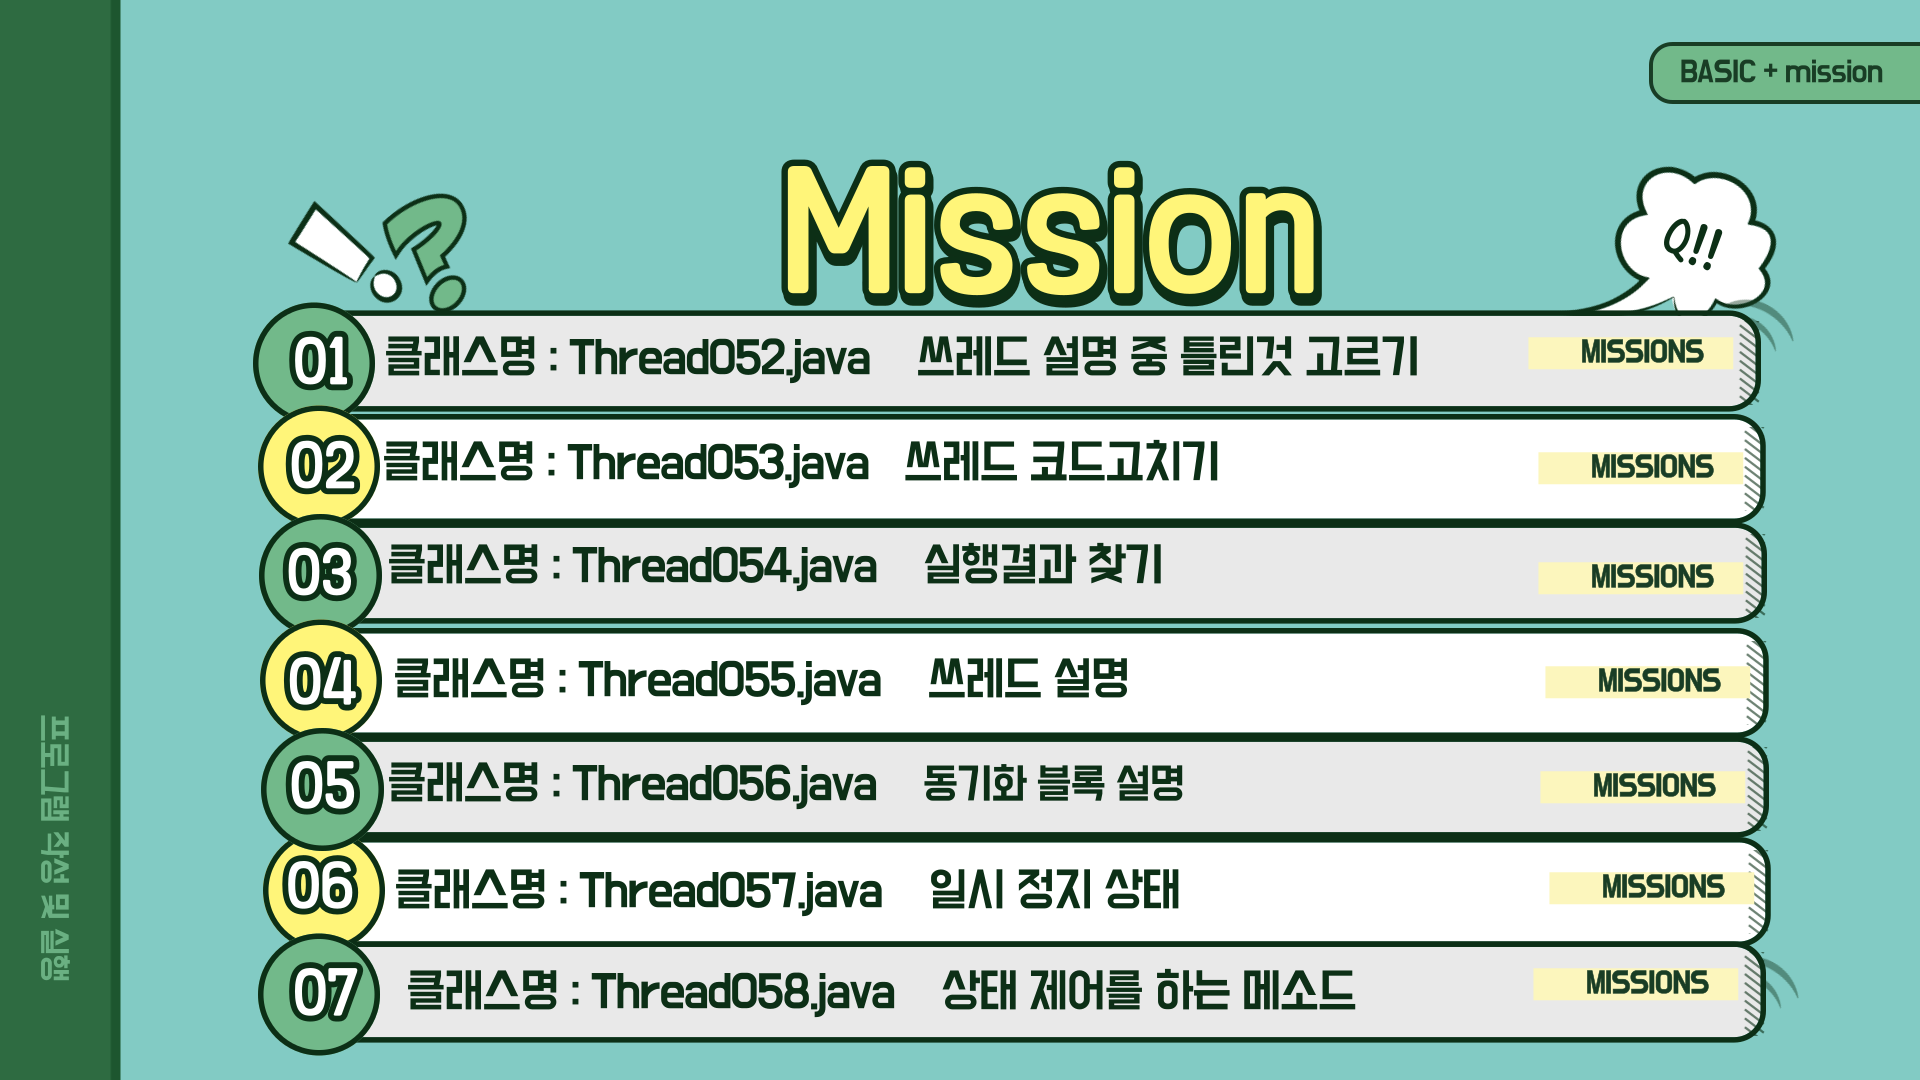 BASIC + mission
Mission
Q!!
01 클래스명 : Thread052.java 쓰레드 설명 중 틀린것 고르기 MISSIONS
02 클래스명 : Thread053.java 쓰레드 코드고치기 MISSIONS
03 클래스명 : Thread054.java 실행결과 찾기 MISSIONS
04 클래스명 : Thread055.java 쓰레드 설명 MISSIONS
05 클래스명 : Thread056.java 동기화 블록 설명 MISSIONS
06 클래스명 : Thread057.java 일시 정지 상태 MISSIONS
07 클래스명 : Thread058.java 상태 제어를 하는 메소드 MISSIONS
프로그램 작성 및 실행